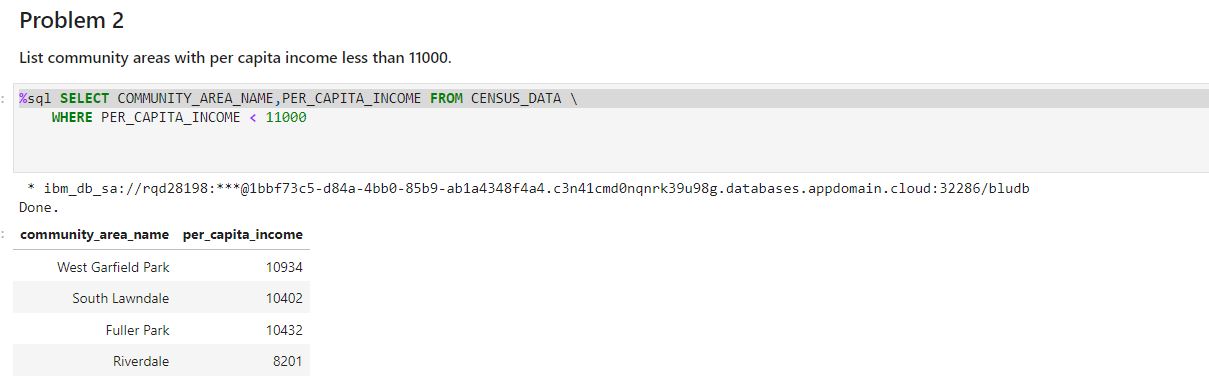 Problem 2
List community areas with per capita income less than 11000.
: %sql SELECT COMMUNITY_AREA_NAME,PER_CAPITA_INCOME FROM CENSUS_DATA \
WHERE PER_CAPITA_INCOME < 11000
* ibm_db_sa://rqd28198:***@1bbf73c5-d84a-4bb0-85b9-ab1a4348f4a4.c3n41cmd0nqnrk39u98g.databases.appdomain.cloud:32286/bludb
Done.
: community_area_name per_capita_income
West Garfield Park 10934
South Lawndale 10402
Fuller Park 10432
Riverdale 8201